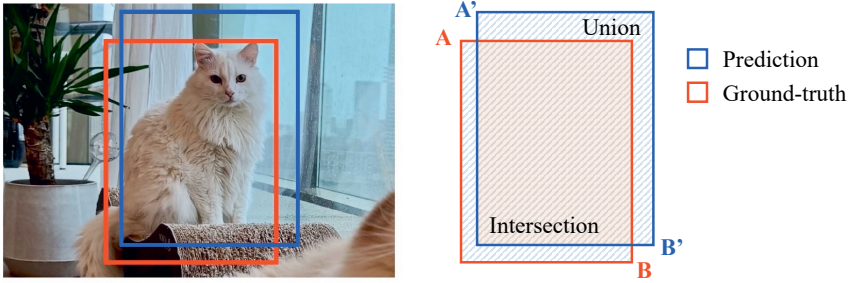 A’
Union
A
Prediction
Ground-truth
Intersection
B’
B